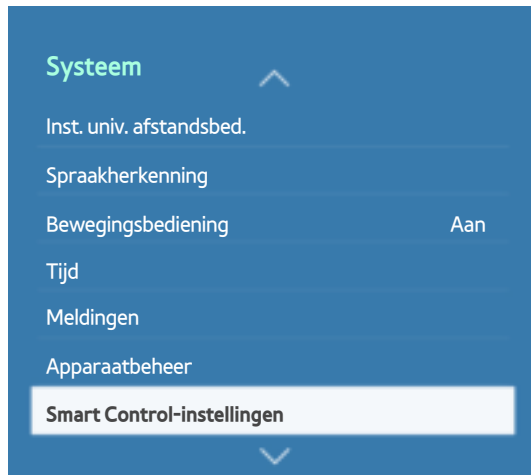 Systeem
Inst. univ. afstandsbed.
Spraakherkenning
Bewegingsbediening Aan
Tijd
Meldingen
Apparaatbeheer
Smart Control-instellingen